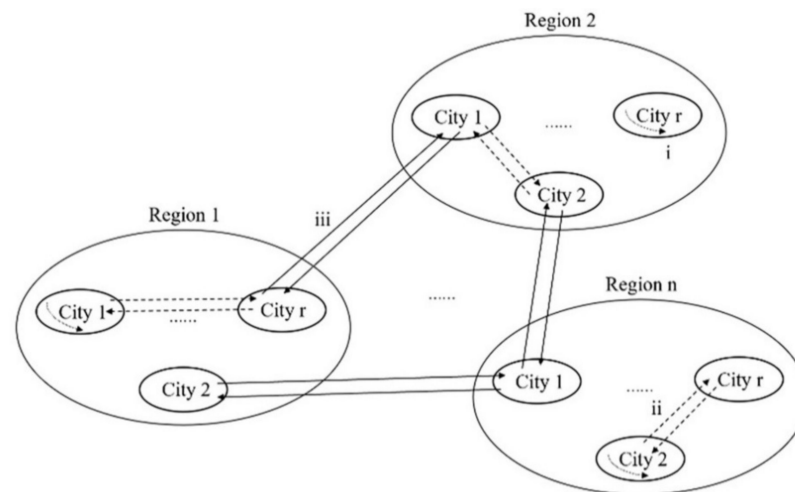 Region 2
City 1
......
City r
i
City 2
iii
Region 1
City 1
......
City r
City 2
......
Region n
City 1
......
City r
ii
City 2